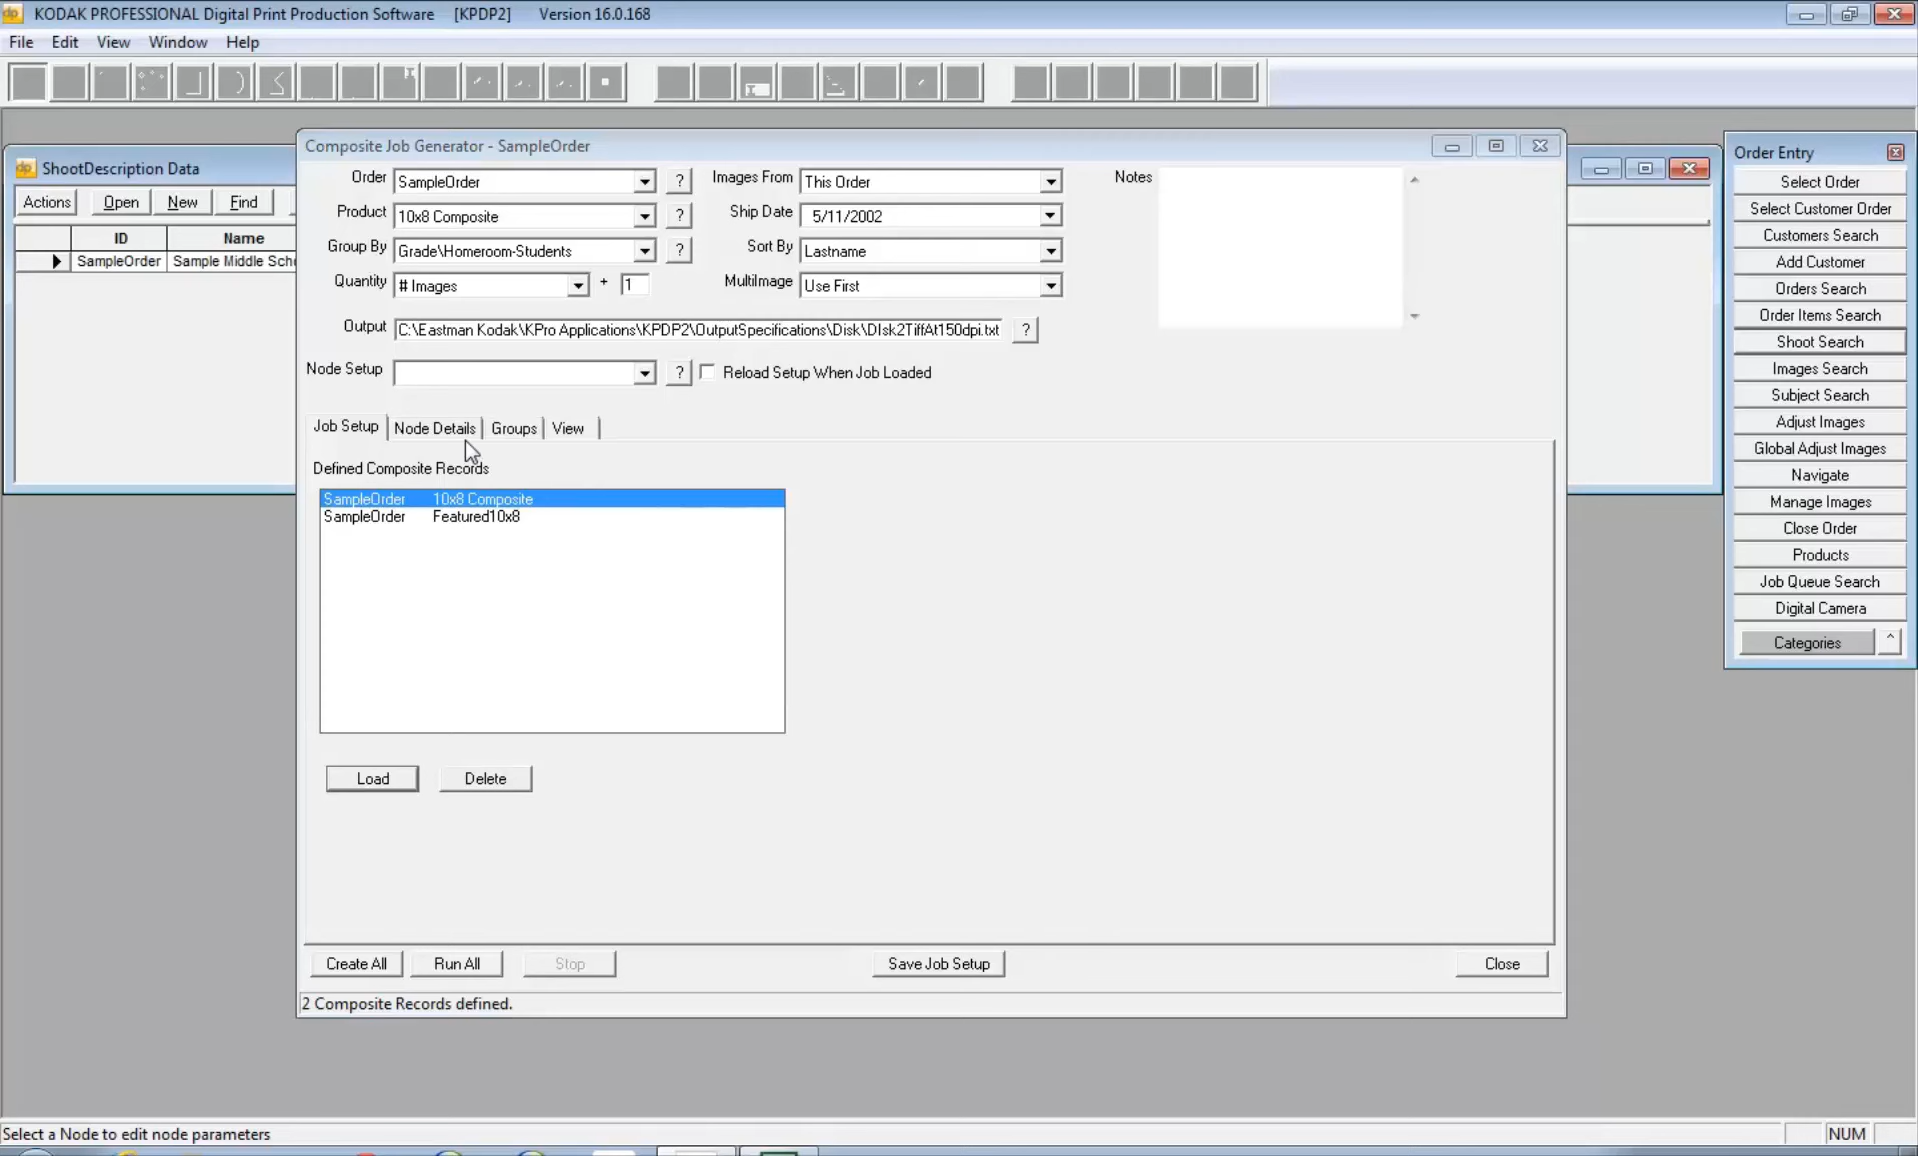 KODAK PROFESSIONAL Digital Print Production Software [KPDP2] Version 16.0.168
File Edit View Window Help
Composite Job Generator - SampleOrder
Order SampleOrder ? Images From This Order Notes
Product 10x8 Composite ? Ship Date 5/11/2002
Group By Grade\Homeroom-Students ? Sort By Lastname
Quantity # Images + 1 MultiImage Use First
Output C:\Eastman Kodak\KPro Applications\KPDP2\OutputSpecifications\Disk\DIsk2TiffAt150dpi.txt ?
Node Setup ? Reload Setup When Job Loaded
Job Setup Node Details Groups View
Defined Composite Records
SampleOrder 10x8 Composite
SampleOrder Featured10x8
Load Delete
Create All Run All Stop Save Job Setup Close
2 Composite Records defined.
ShootDescription Data
Actions Open New Find
ID Name
SampleOrder Sample Middle Scho
Order Entry
Select Order
Select Customer Order
Customers Search
Add Customer
Orders Search
Order Items Search
Shoot Search
Images Search
Subject Search
Adjust Images
Global Adjust Images
Navigate
Manage Images
Close Order
Products
Job Queue Search
Digital Camera
Categories ^
Select a Node to edit node parameters NUM